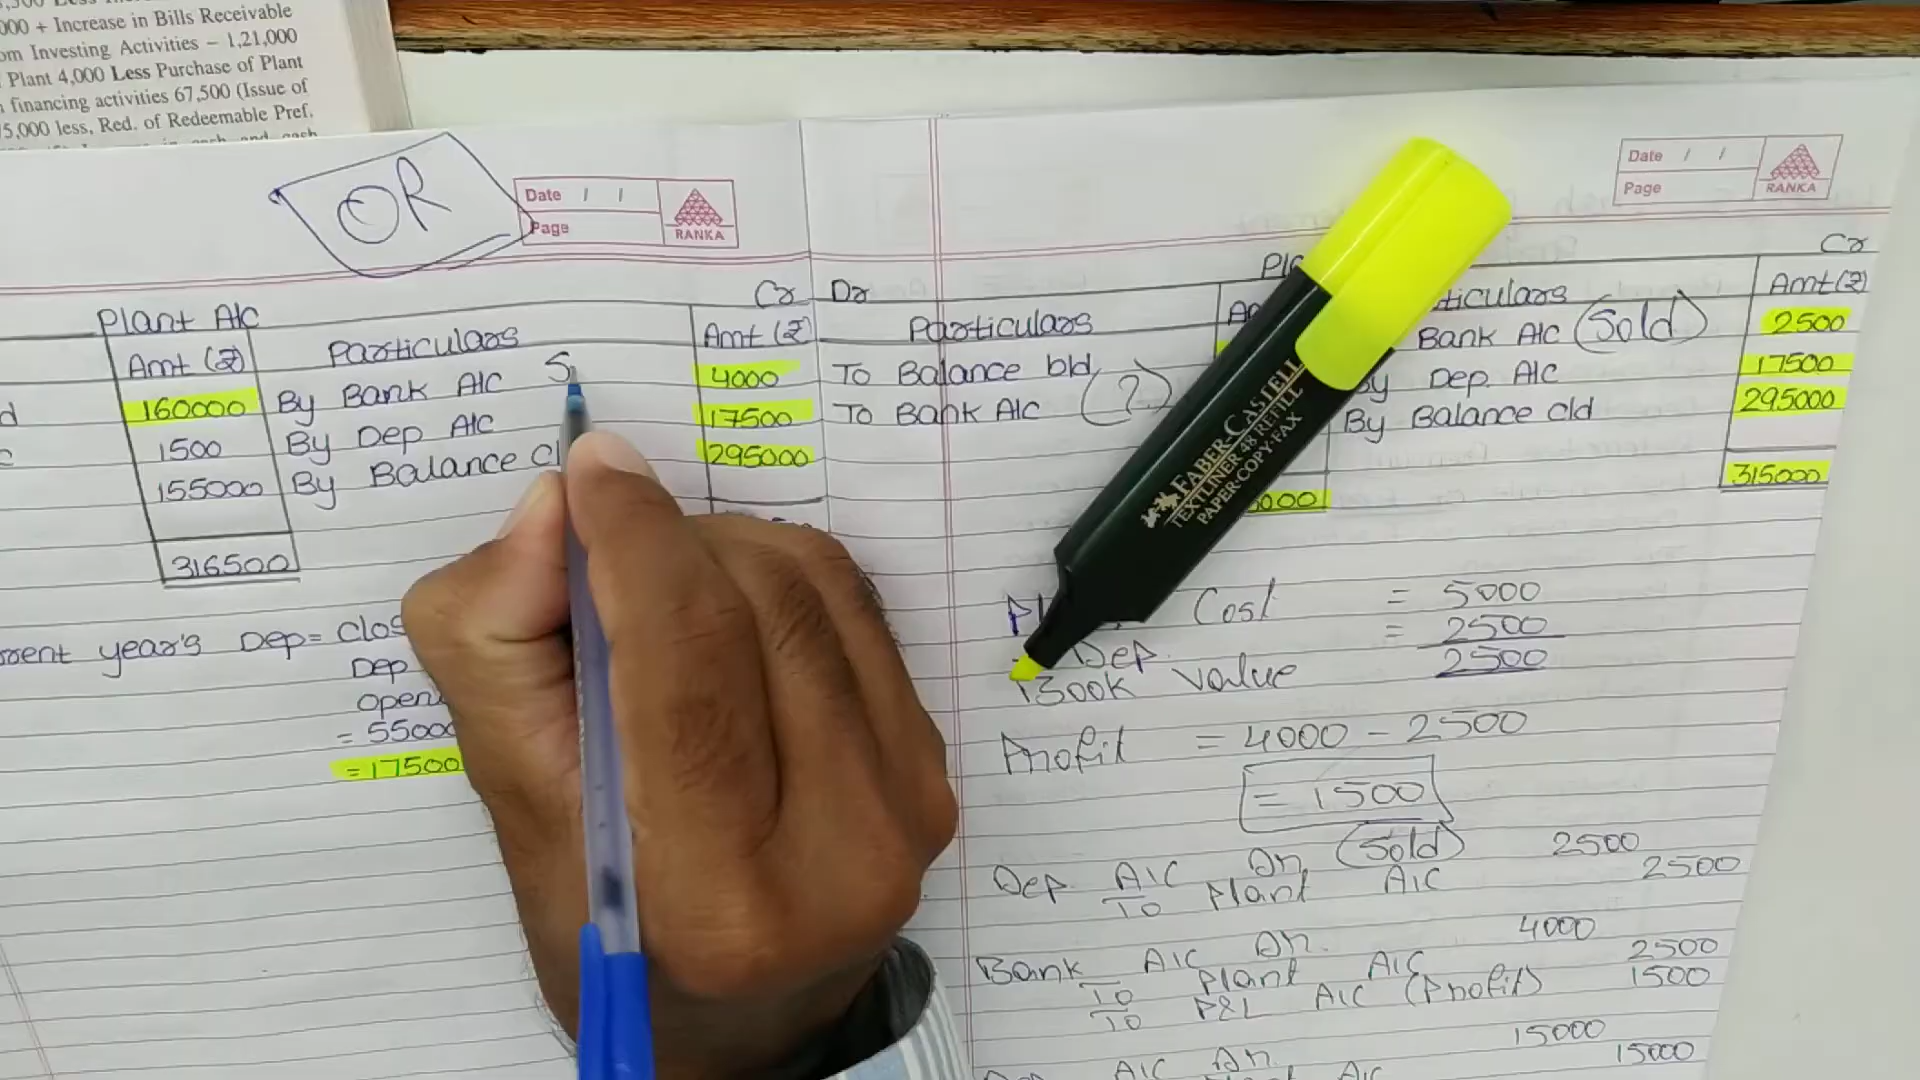 000 + Increase in Bills Receivable
om Investing Activities – 1,21,000
Plant 4,000 Less Purchase of Plant
financing activities 67,500 (Issue of
5,000 less, Red. of Redeemable Pref.
OR
Date / /
Page
RANKA
Plant A/c
Cr
Amt (₹) Particulars Amt (₹)
160000 By Bank A/c S 4000
1500 By Dep A/c 17500
155000 By Balance c 295000
316500
year's Dep = Clos
Dep
Open
= 55000
= 17500
Date / /
Page
RANKA
Dr Cr
Particulars Amt (₹)
To Balance b/d Bank A/c (Sold) 2500
To Bank A/c (?) By Dep. A/c 17500
By Balance c/d 295000
315000
Cost = 5000
Dep. = 2500
Book Value 2500
Profit = 4000 - 2500
= 1500
Dep. A/c Dr. (Sold) 2500
To Plant A/c 2500
Bank A/c Dr. 4000
To Plant A/c 2500
To P&L A/c (Profit) 1500
A/c Dr. 15000
A/c 15000
FABER-CASTELL
TEXTLINER 48 REFILL
PAPER·COPY·FAX